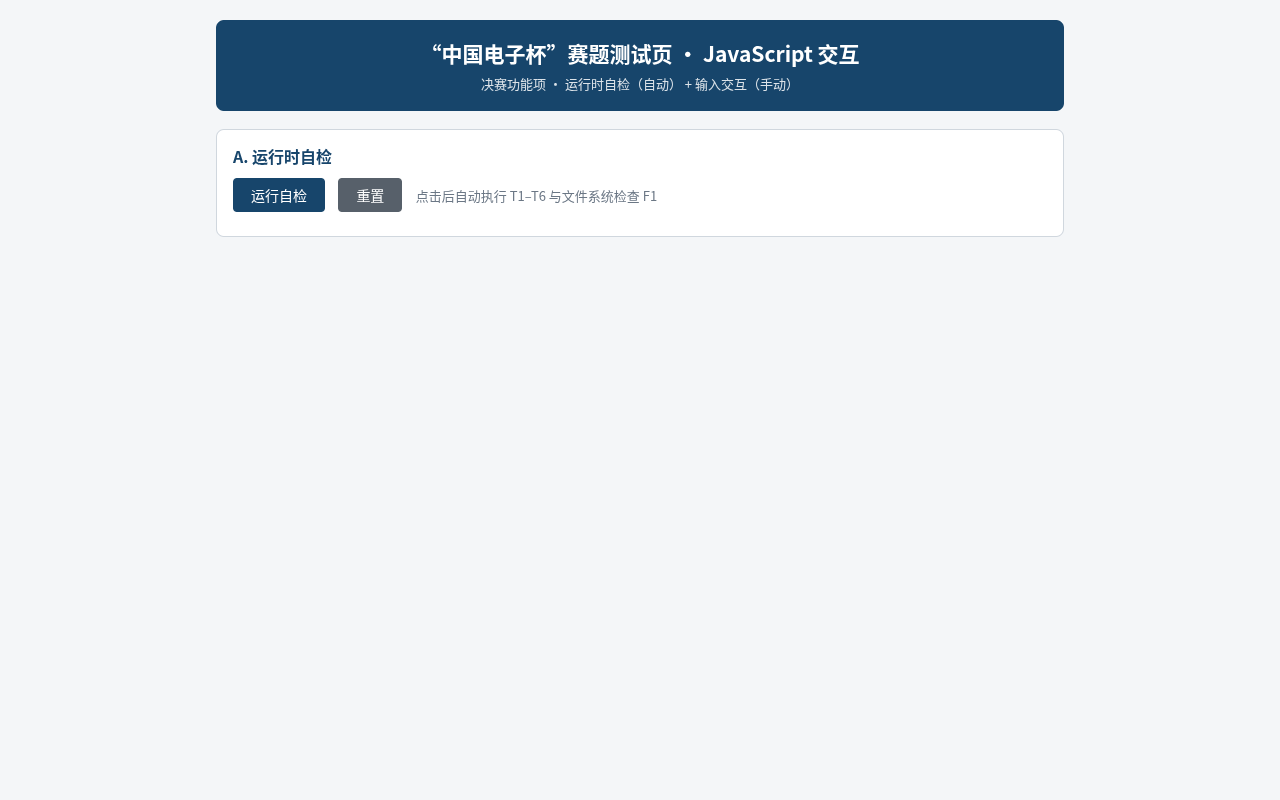 “中国电子杯”赛题测试页 · JavaScript 交互
决赛功能项 · 运行时自检（自动）+ 输入交互（手动）
A. 运行时自检
运行自检 重置 点击后自动执行 T1–T6 与文件系统检查 F1